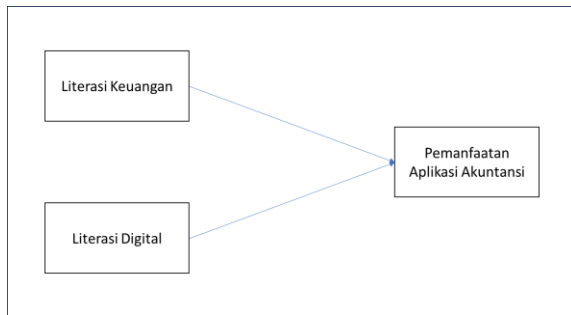 Literasi Keuangan
Pemanfaatan
Aplikasi Akuntansi
Literasi Digital